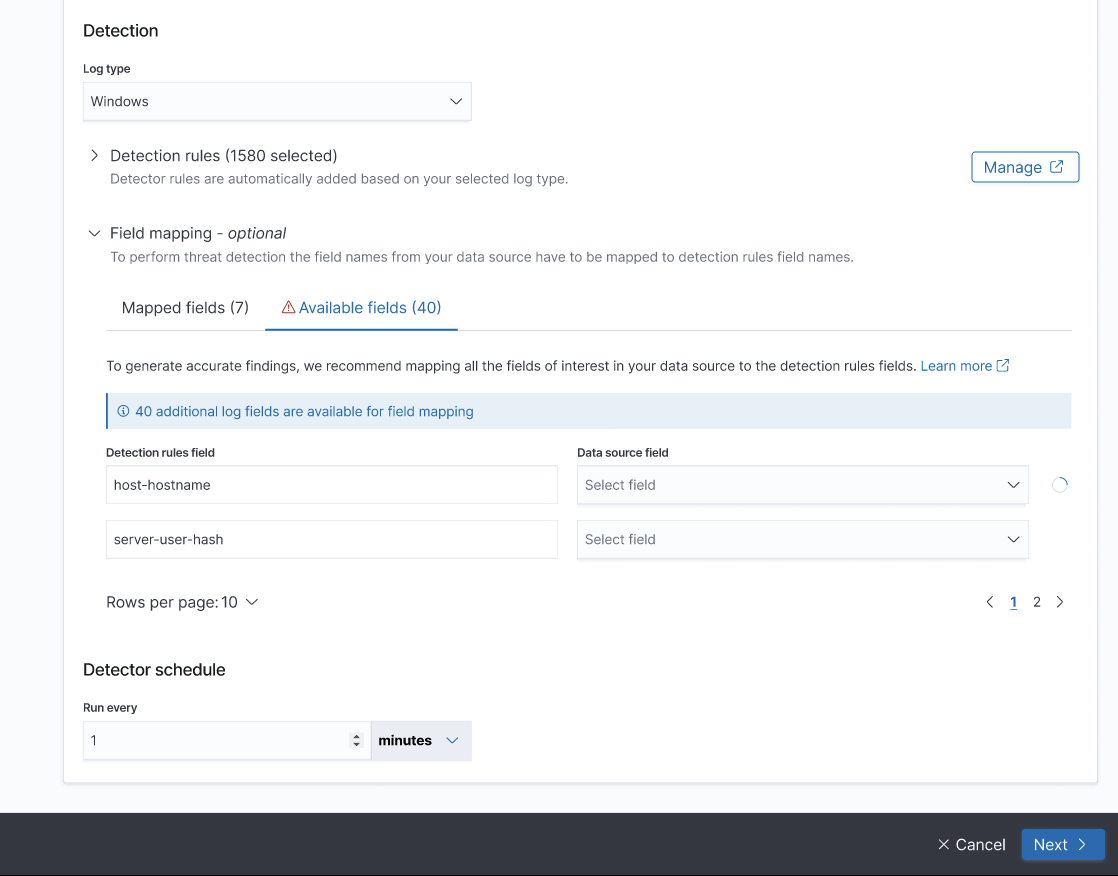 Detection
Log type
Windows
Detection rules (1580 selected)
Detector rules are automatically added based on your selected log type.
Manage
Field mapping - optional
To perform threat detection the field names from your data source have to be mapped to detection rules field names.
Mapped fields (7)
Available fields (40)
To generate accurate findings, we recommend mapping all the fields of interest in your data source to the detection rules fields. Learn more
40 additional log fields are available for field mapping
Detection rules field
Data source field
host-hostname
Select field
server-user-hash
Select field
Rows per page: 10
1 2
Detector schedule
Run every
1
minutes
Cancel
Next